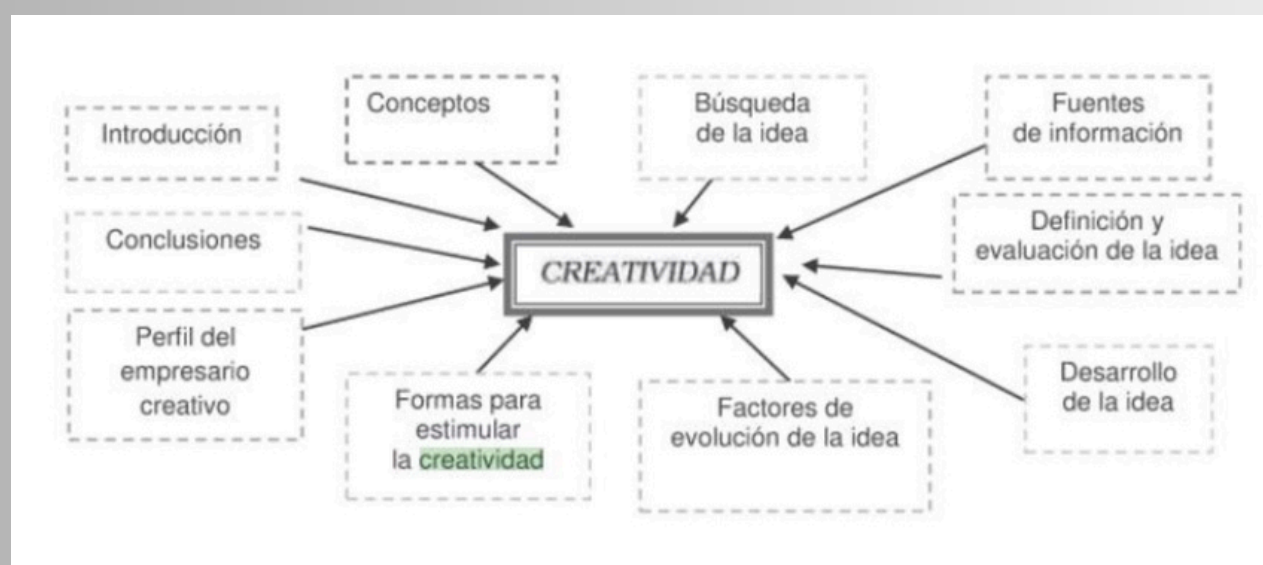 Introducción
Conceptos
Búsqueda
de la idea
Fuentes
de información
Definición y
evaluación de la idea
Conclusiones
CREATIVIDAD
Perfil del
empresario
creativo
Formas para
estimular
la creatividad
Factores de
evolución de la idea
Desarrollo
de la idea